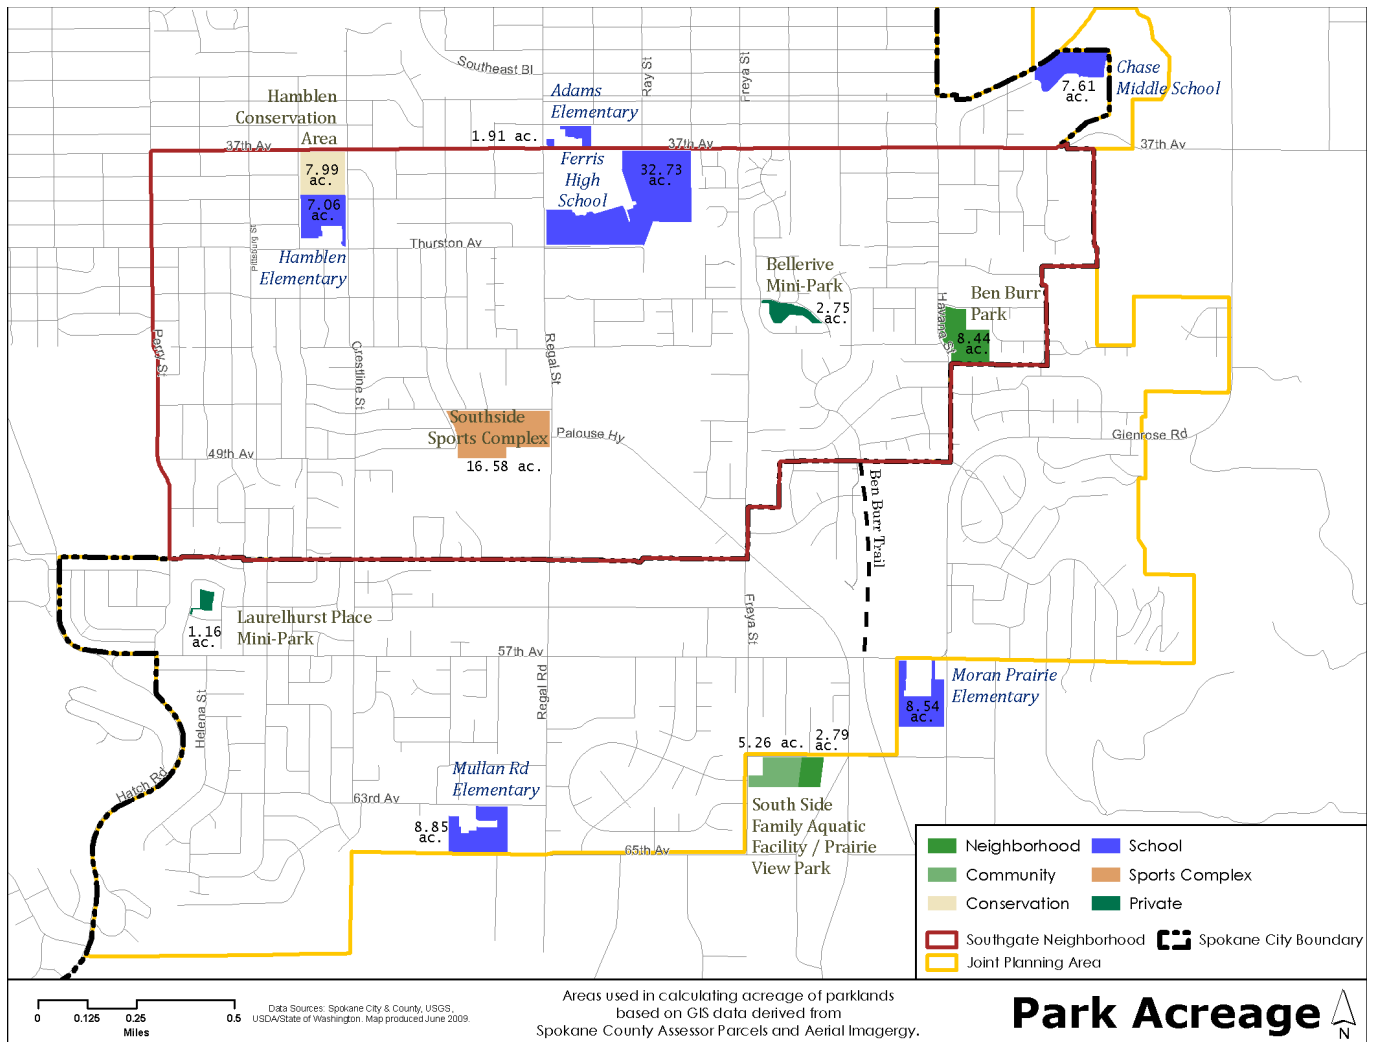 Southeast Bl
Ray St
Freya St
Chase
Middle School
7.61
ac.
Hamblen
Conservation
Area
Adams
Elementary
1.91 ac.
37th Av
37th Av
37th Av
7.99
ac.
Ferris
High
School
32.73
ac.
7.06
ac.
Pittsburg St
Thurston Av
Hamblen
Elementary
Bellerive
Mini-Park
2.75
ac.
Havana St
Ben Burr
Park
8.44
ac.
Perry St
Crestline St
Regal St
Southside
Sports Complex
Palouse Hy
Glenrose Rd
49th Av
16.58 ac.
Ben Burr Trail
Laurelhurst Place
Mini-Park
1.16
ac.
Freya St
57th Av
Helena St
Regal Rd
Moran Prairie
Elementary
8.54
ac.
5.26 ac.
2.79
ac.
Hatch Rd
Mullan Rd
Elementary
63rd Av
8.85
ac.
South Side
Family Aquatic
Facility / Prairie
View Park
65th Av
Neighborhood
School
Community
Sports Complex
Conservation
Private
Southgate Neighborhood
Spokane City Boundary
Joint Planning Area
0 0.125 0.25 0.5
Miles
Data Sources: Spokane City & County, USGS,
USDA/State of Washington. Map produced June 2009.
Areas used in calculating acreage of parklands
based on GIS data derived from
Spokane County Assessor Parcels and Aerial Imagergy.
Park Acreage
N